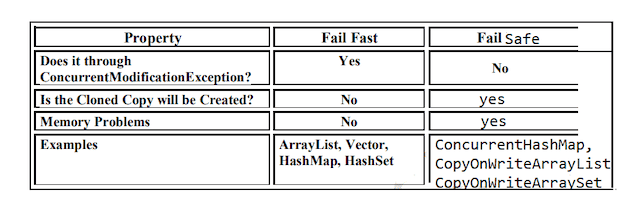 Property Fail Fast Fail Safe
Does it through Yes No
ConcurrentModificationException?
Is the Cloned Copy will be Created? No yes
Memory Problems No yes
Examples ArrayList, Vector, ConcurrentHashMap,
HashMap, HashSet CopyOnWriteArrayList
CopyOnWriteArraySet